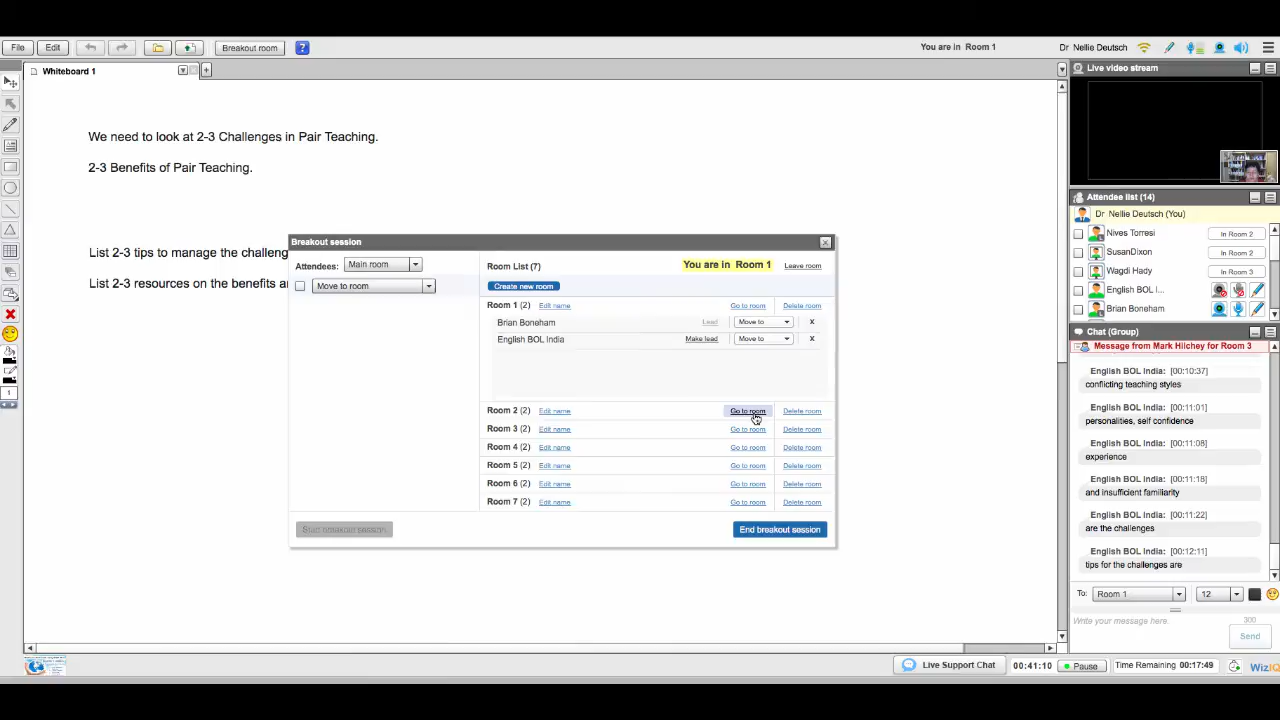 File Edit Breakout room ? You are in Room 1 Dr Nellie Deutsch
Whiteboard 1
We need to look at 2-3 Challenges in Pair Teaching.
2-3 Benefits of Pair Teaching.
List 2-3 tips to manage the challeng
List 2-3 resources on the benefits a
1
Breakout session
Attendees: Main room
Move to room
Room List (7) You are in Room 1 Leave room
Create new room
Room 1 (2) Edit name Go to room Delete room
Brian Boneham Lead Move to x
English BOL India Make lead Move to x
Room 2 (2) Edit name Go to room Delete room
Room 3 (2) Edit name Go to room Delete room
Room 4 (2) Edit name Go to room Delete room
Room 5 (2) Edit name Go to room Delete room
Room 6 (2) Edit name Go to room Delete room
Room 7 (2) Edit name Go to room Delete room
Start breakout session End breakout session
Live video stream
Attendee list (14)
Dr Nellie Deutsch (You)
Nives Torresi In Room 2
SusanDixon In Room 2
Wagdi Hady In Room 3
English BOL I...
Brian Boneham
Chat (Group)
Message from Mark Hilchey for Room 3
English BOL India: [00:10:37]
conflicting teaching styles
English BOL India: [00:11:01]
personalities, self confidence
English BOL India: [00:11:08]
experience
English BOL India: [00:11:18]
and insufficient familiarity
English BOL India: [00:11:22]
are the challenges
English BOL India: [00:12:11]
tips for the challenges are
To: Room 1 12
Write your message here. 300
Send
Live Support Chat 00:41:10 Pause Time Remaining 00:17:49 WizIQ